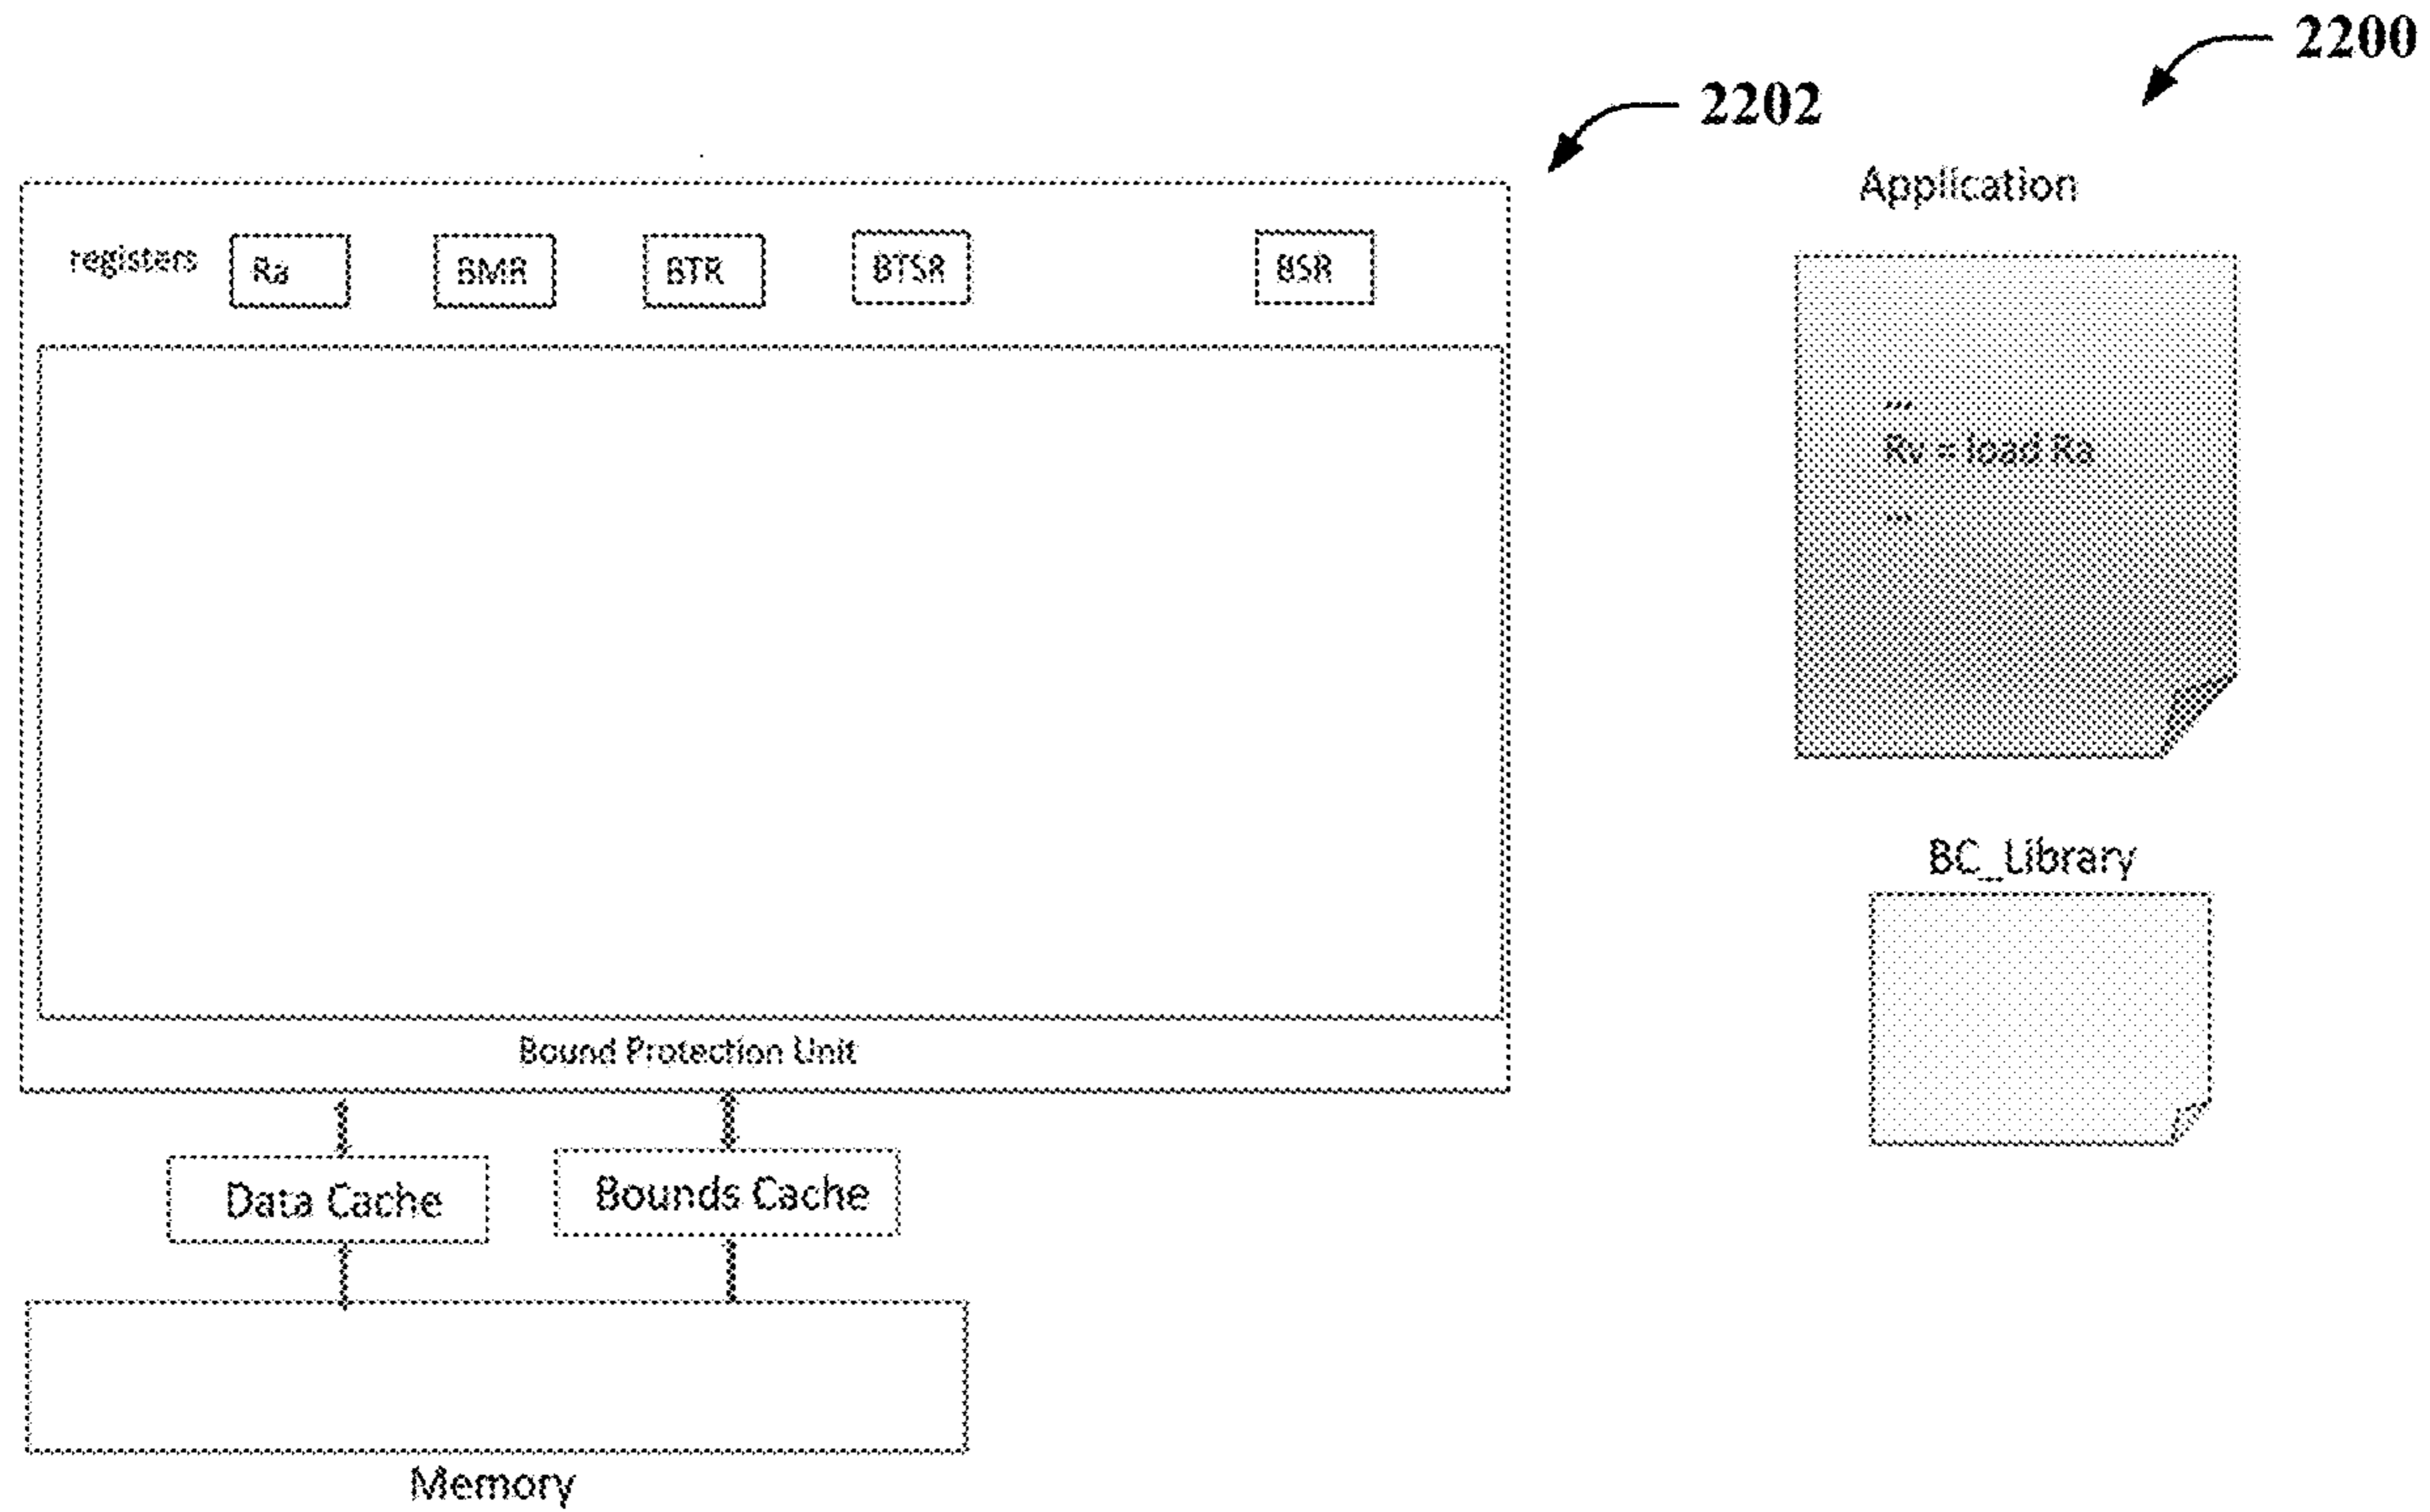 2200
2202
Application
registers Ra BMR BTR BTSR BSR
...
Rv = load Ra
...
BC_Library
Bound Protection Unit
Data Cache Bounds Cache
Memory